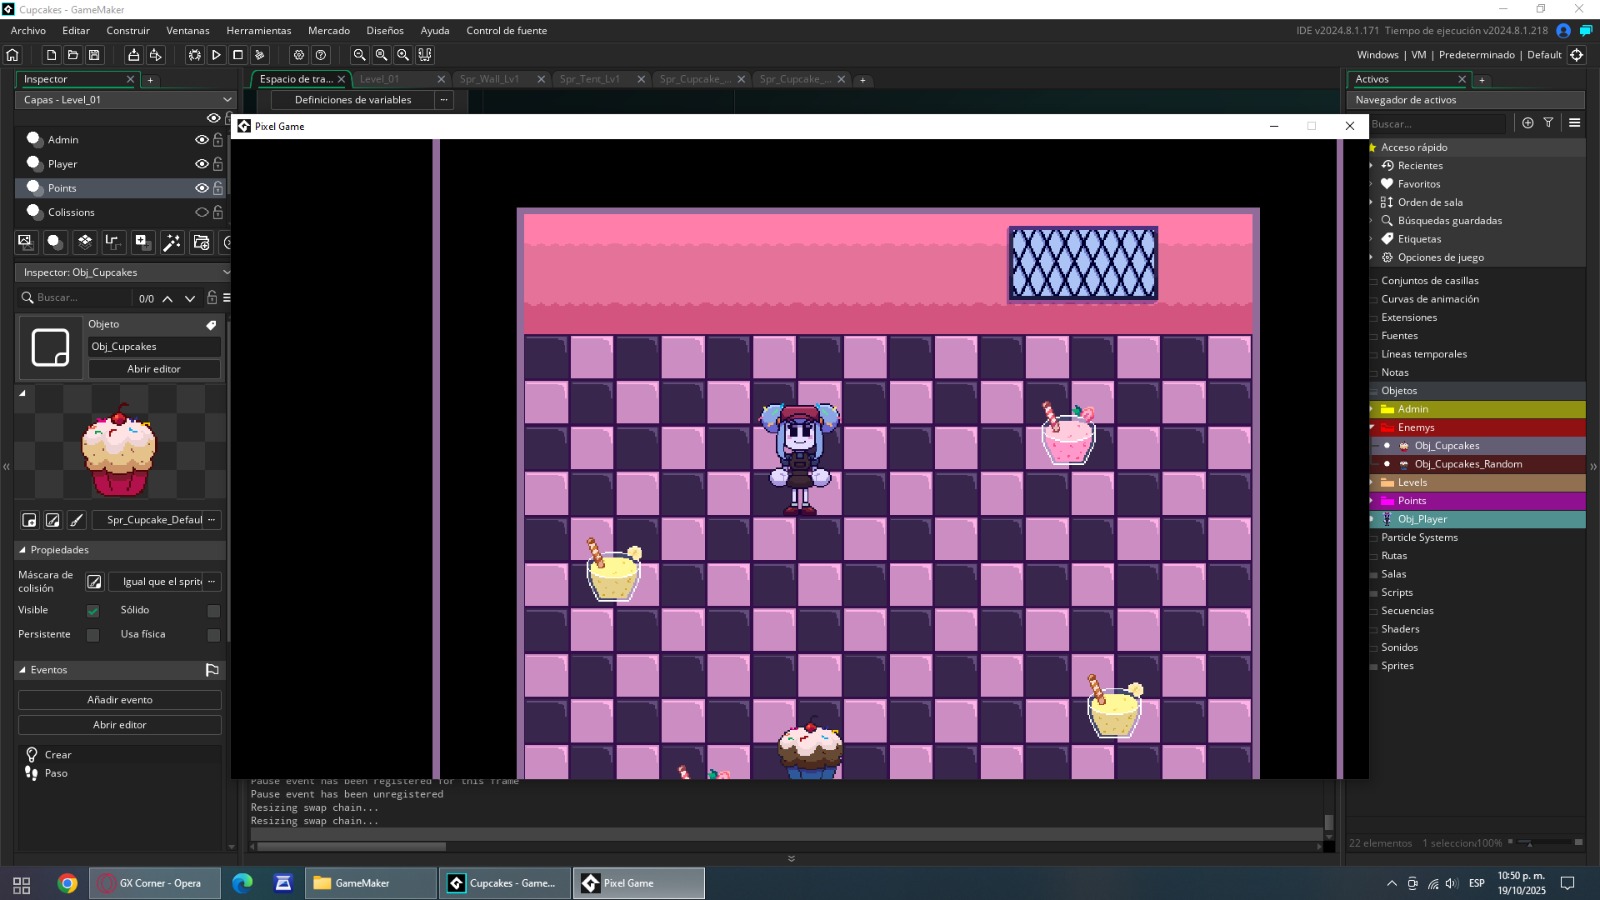 Cupcakes - GameMaker
Archivo Editar Construir Ventanas Herramientas Mercado Diseños Ayuda Control de fuente
IDE v2024.8.1.171 Tiempo de ejecución v2024.8.1.218
Windows | VM | Predeterminado | Default
Inspector
Espacio de tra...
Level_01
Spr_Wall_Lv1
Spr_Tent_Lv1
Spr_Cupcake_...
Spr_Cupcake_...
Activos
Capas - Level_01
Definiciones de variables
...
Navegador de activos
Buscar...
Pixel Game
Admin
Player
Points
Colissions
Inspector: Obj_Cupcakes
Buscar...
0/0
Objeto
Obj_Cupcakes
Abrir editor
Spr_Cupcake_Defaul
...
Propiedades
Máscara de colisión
Igual que el sprite
...
Visible
Sólido
Persistente
Usa física
Eventos
Añadir evento
Abrir editor
Crear
Paso
Acceso rápido
Recientes
Favoritos
Orden de sala
Búsquedas guardadas
Etiquetas
Opciones de juego
Conjuntos de casillas
Curvas de animación
Extensiones
Fuentes
Líneas temporales
Notas
Objetos
Admin
Enemys
Obj_Cupcakes
Obj_Cupcakes_Random
Levels
Points
Obj_Player
Particle Systems
Rutas
Salas
Scripts
Secuencias
Shaders
Sonidos
Sprites
Pause event has been registered for this frame
Pause event has been unregistered
Resizing swap chain...
Resizing swap chain...
22 elementos
100%
GX Corner - Opera
GameMaker
Cupcakes - Game...
Pixel Game
ESP
10:50 p. m.
19/10/2025